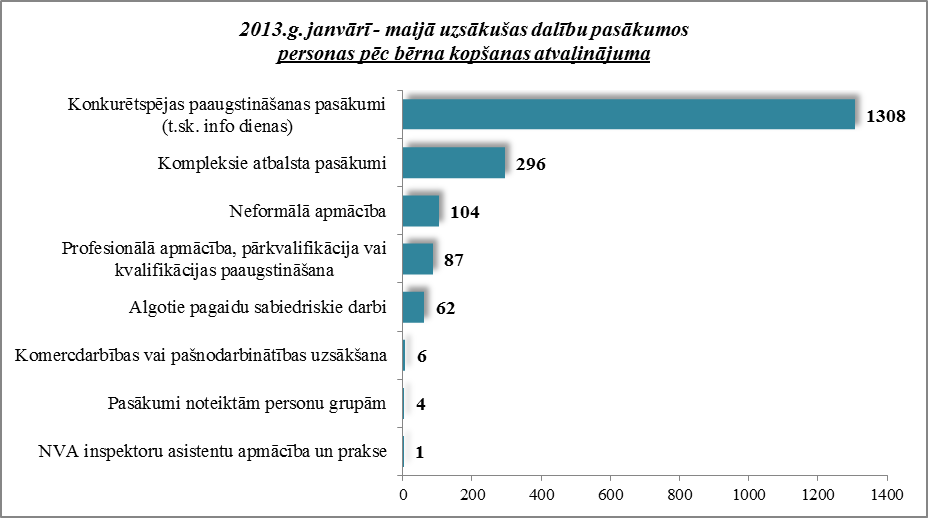 2013.g. janvārī - maijā uzsākušas dalību pasākumos
personas pēc bērna kopšanas atvaļinājuma
Konkurētspējas paaugstināšanas pasākumi
(t.sk. info dienas)
1308
Kompleksie atbalsta pasākumi
296
Neformālā apmācība
104
Profesionālā apmācība, pārkvalifikācija vai
kvalifikācijas paaugstināšana
87
Algotie pagaidu sabiedriskie darbi
62
Komercdarbības vai pašnodarbinātības uzsākšana
6
Pasākumi noteiktām personu grupām
4
NVA inspektoru asistentu apmācība un prakse
1
0 200 400 600 800 1000 1200 1400